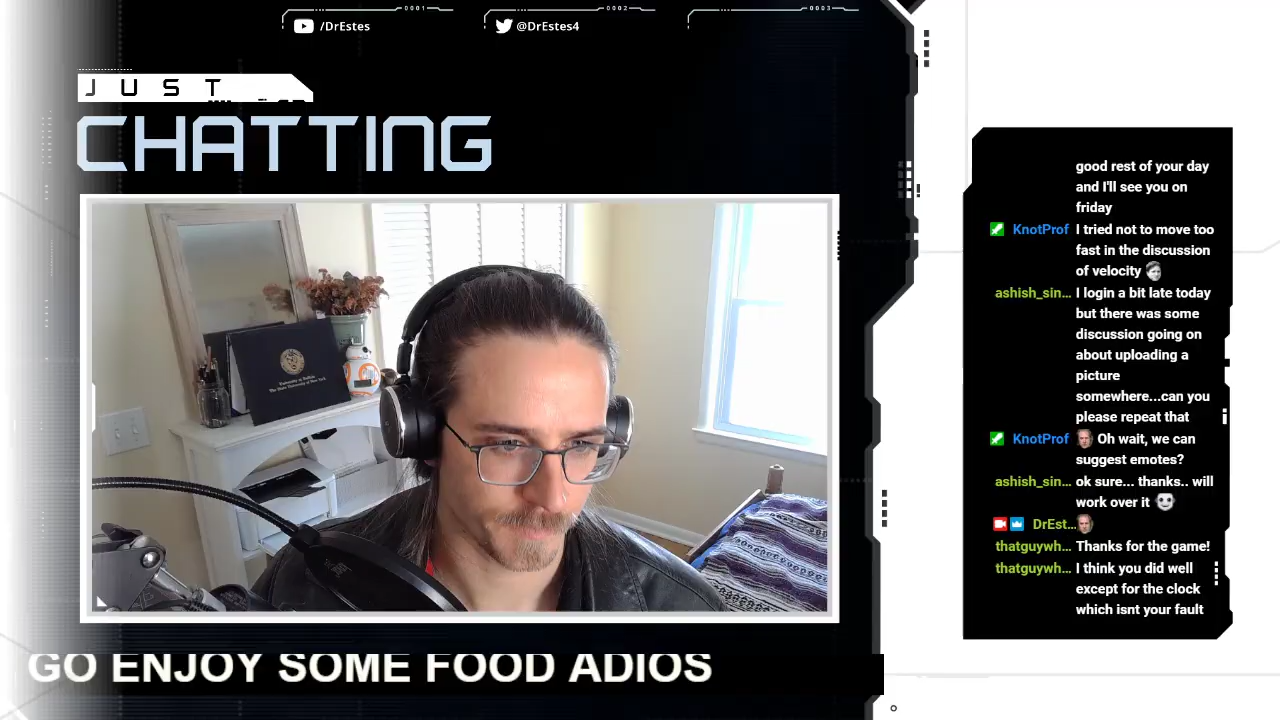 0001
/DrEstes
0002
@DrEstes4
0003
JUST
CHATTING
good rest of your day
and I'll see you on
friday
KnotProf I tried not to move too
fast in the discussion
of velocity
ashish_sin... I login a bit late today
but there was some
discussion going on
about uploading a
picture
somewhere...can you
please repeat that
KnotProf Oh wait, we can
suggest emotes?
ashish_sin... ok sure... thanks.. will
work over it
DrEst...
thatguywh... Thanks for the game!
thatguywh... I think you did well
except for the clock
which isnt your fault
GO ENJOY SOME FOOD ADIOS